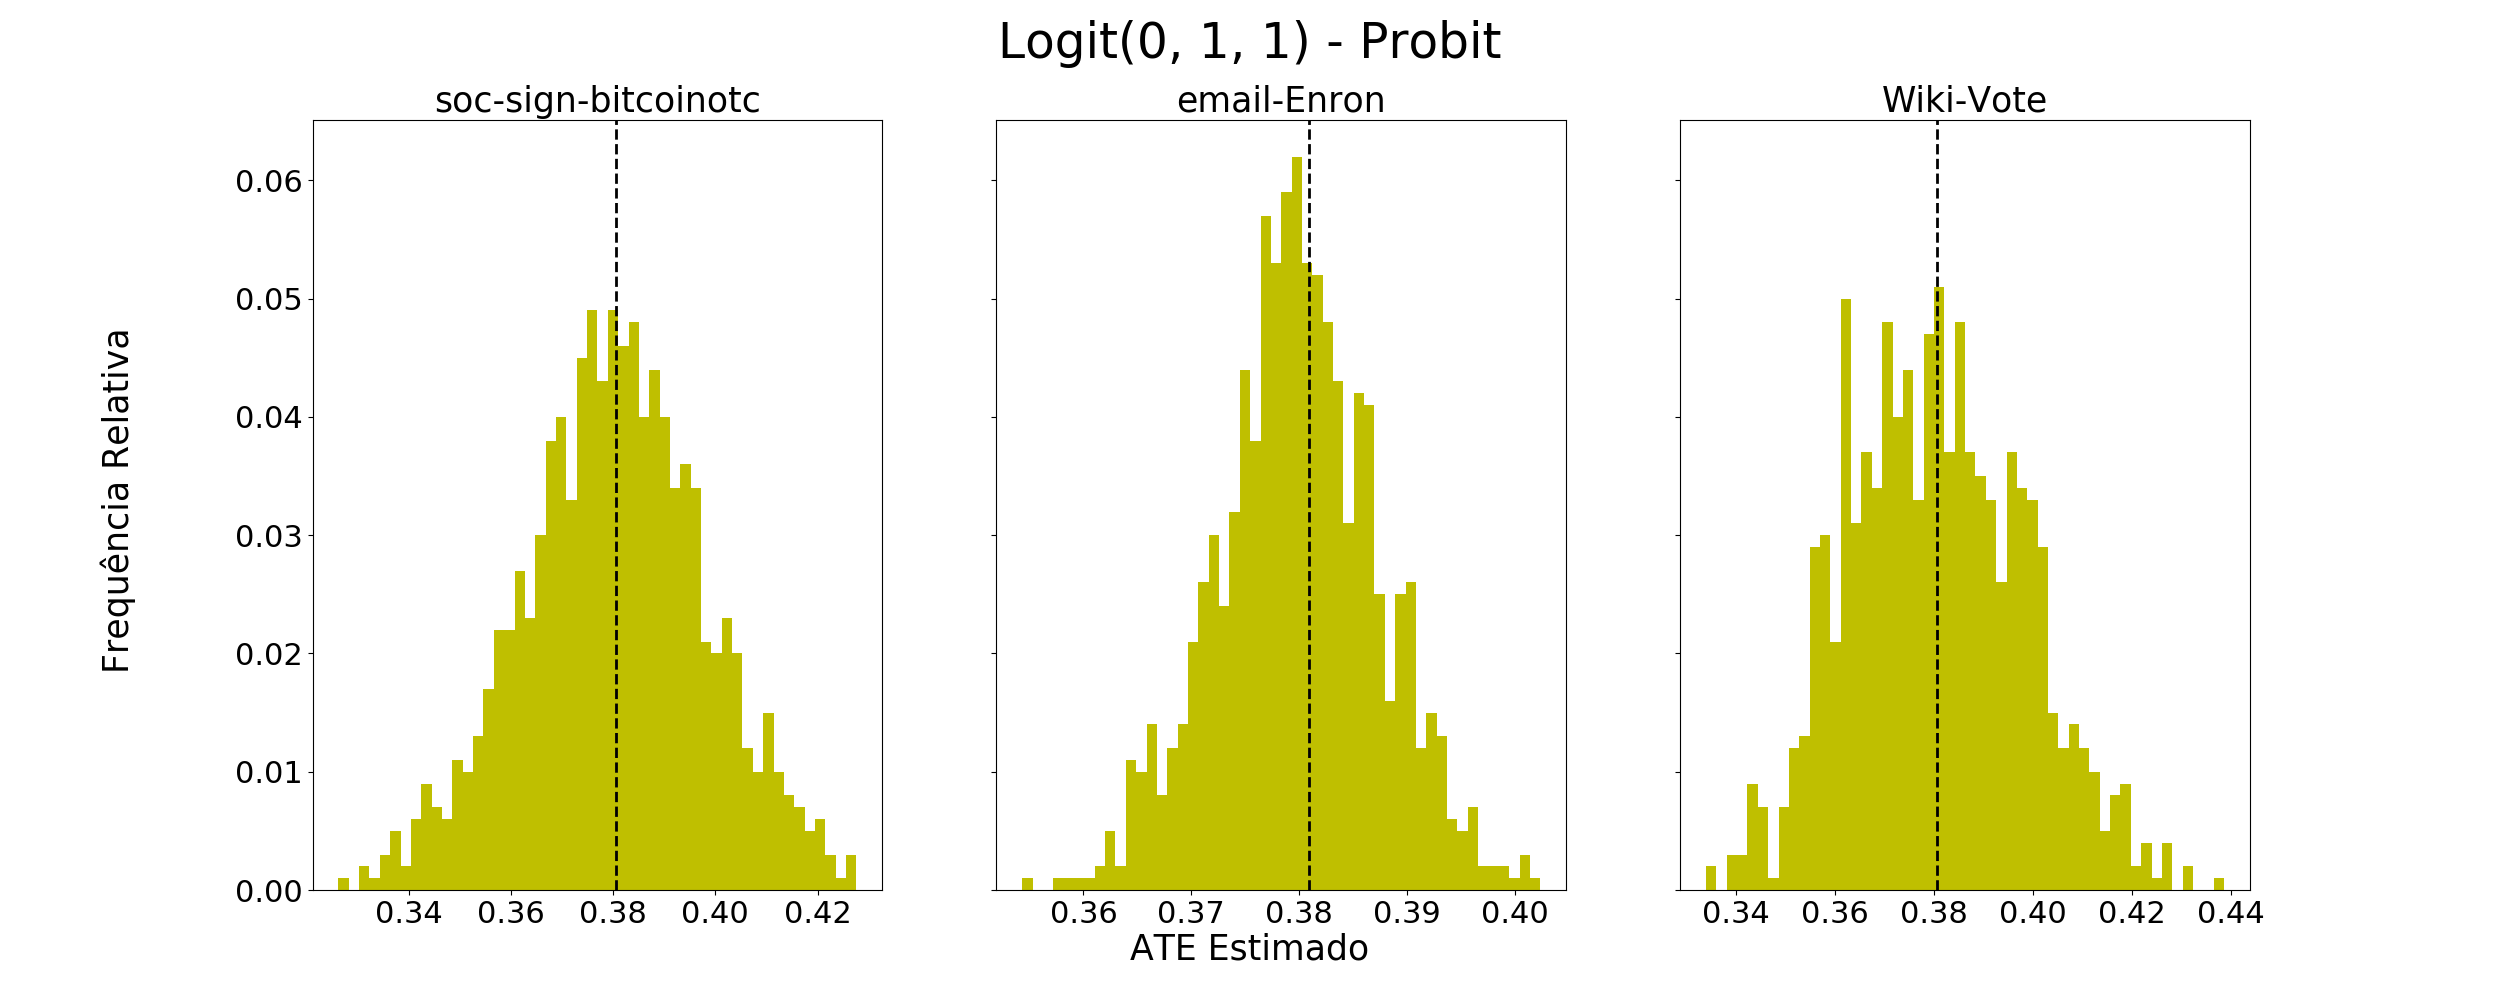 Logit(0, 1, 1) - Probit
soc-sign-bitcoinotc
email-Enron
Wiki-Vote
Frequência Relativa
0.06
0.05
0.04
0.03
0.02
0.01
0.00
0.34 0.36 0.38 0.40 0.42
0.36 0.37 0.38 0.39 0.40
0.34 0.36 0.38 0.40 0.42 0.44
ATE Estimado